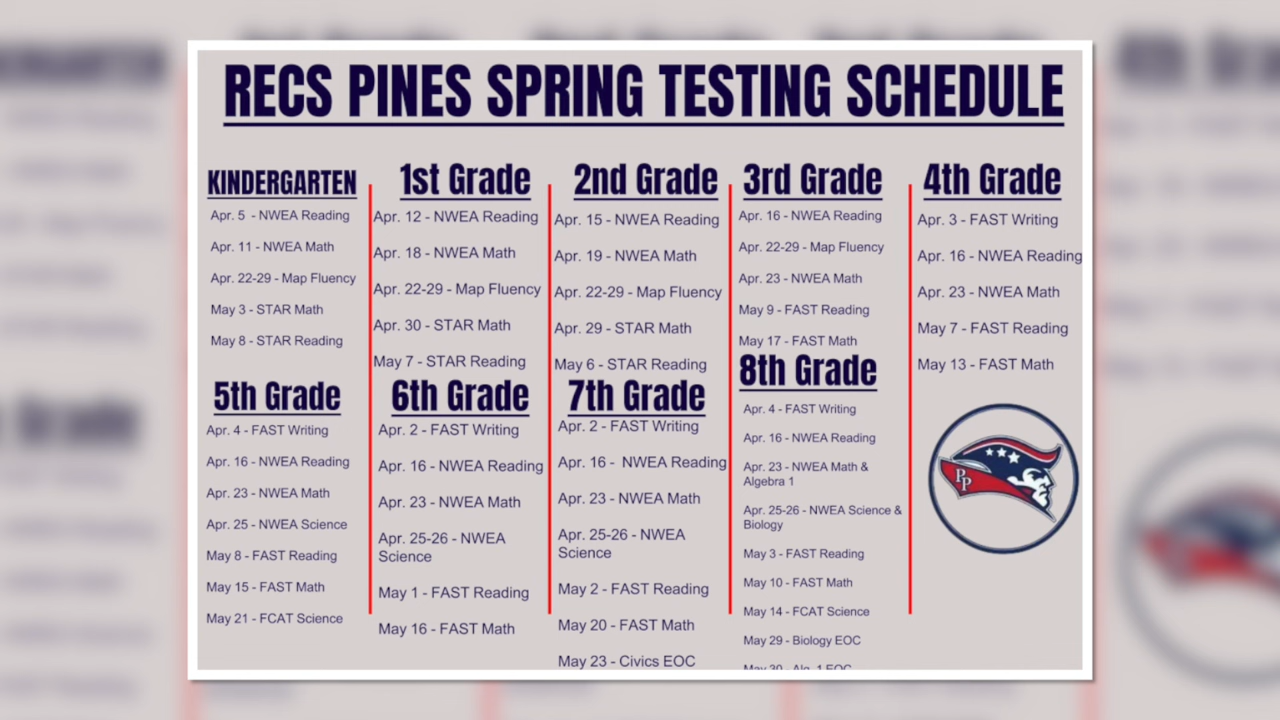 RECS PINES SPRING TESTING SCHEDULE
KINDERGARTEN
Apr. 5 - NWEA Reading
Apr. 11 - NWEA Math
Apr. 22-29 - Map Fluency
May 3 - STAR Math
May 8 - STAR Reading
1st Grade
Apr. 12 - NWEA Reading
Apr. 18 - NWEA Math
Apr. 22-29 - Map Fluency
Apr. 30 - STAR Math
May 7 - STAR Reading
2nd Grade
Apr. 15 - NWEA Reading
Apr. 19 - NWEA Math
Apr. 22-29 - Map Fluency
Apr. 29 - STAR Math
May 6 - STAR Reading
3rd Grade
Apr. 16 - NWEA Reading
Apr. 22-29 - Map Fluency
Apr. 23 - NWEA Math
May 9 - FAST Reading
May 17 - FAST Math
4th Grade
Apr. 3 - FAST Writing
Apr. 16 - NWEA Reading
Apr. 23 - NWEA Math
May 7 - FAST Reading
May 13 - FAST Math
5th Grade
Apr. 4 - FAST Writing
Apr. 16 - NWEA Reading
Apr. 23 - NWEA Math
Apr. 25 - NWEA Science
May 8 - FAST Reading
May 15 - FAST Math
May 21 - FCAT Science
6th Grade
Apr. 2 - FAST Writing
Apr. 16 - NWEA Reading
Apr. 23 - NWEA Math
Apr. 25-26 - NWEA
Science
May 1 - FAST Reading
May 16 - FAST Math
7th Grade
Apr. 2 - FAST Writing
Apr. 16 - NWEA Reading
Apr. 23 - NWEA Math
Apr. 25-26 - NWEA
Science
May 2 - FAST Reading
May 20 - FAST Math
May 23 - Civics EOC
8th Grade
Apr. 4 - FAST Writing
Apr. 16 - NWEA Reading
Apr. 23 - NWEA Math &
Algebra 1
Apr. 25-26 - NWEA Science &
Biology
May 3 - FAST Reading
May 10 - FAST Math
May 14 - FCAT Science
May 29 - Biology EOC
May 30 - Alg. 1 EOC
PP